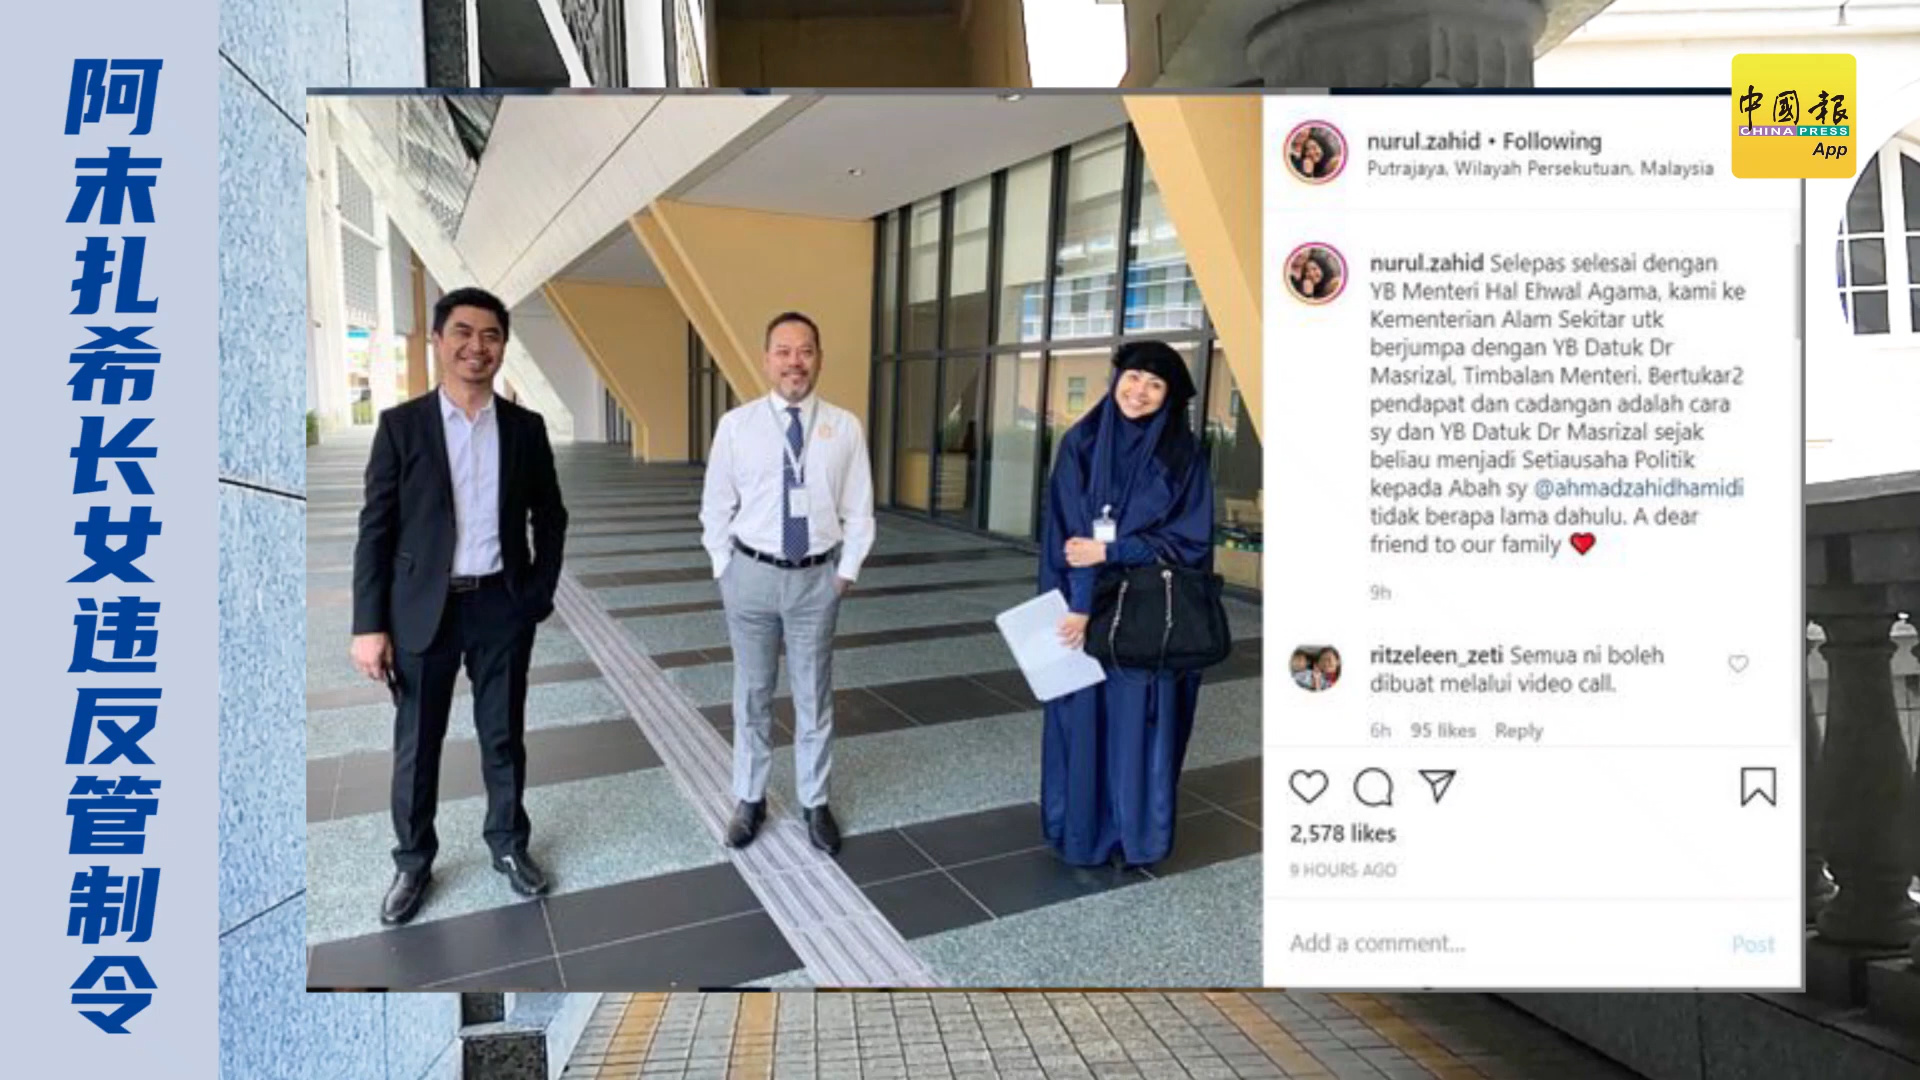 阿末扎希长女违反管制令
中國報
CHINA PRESS
App
nurul.zahid • Following
Putrajaya, Wilayah Persekutuan, Malaysia
nurul.zahid Selepas selesai dengan
YB Menteri Hal Ehwal Agama, kami ke
Kementerian Alam Sekitar utk
berjumpa dengan YB Datuk Dr
Masrizal, Timbalan Menteri. Bertukar2
pendapat dan cadangan adalah cara
sy dan YB Datuk Dr Masrizal sejak
beliau menjadi Setiausaha Politik
kepada Abah sy @ahmadzahidhamidi
tidak berapa lama dahulu. A dear
friend to our family ❤️
9h
ritzeleen_zeti Semua ni boleh
dibuat melalui video call.
6h 95 likes Reply
2,578 likes
9 HOURS AGO
Add a comment... Post